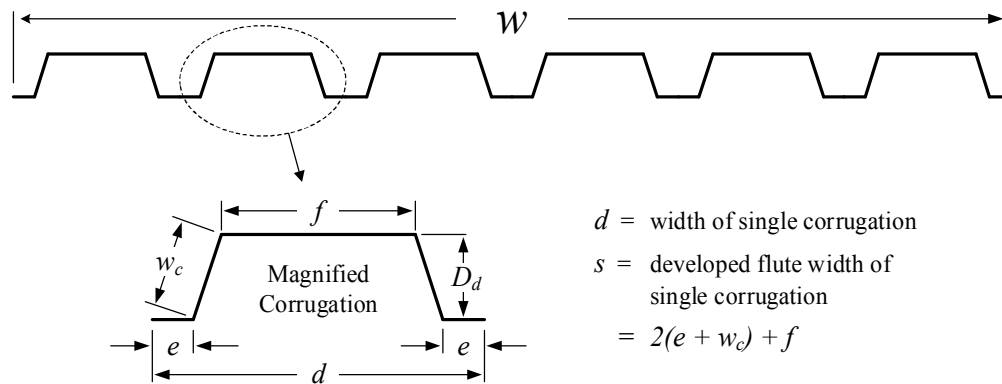 w
f
w_c
Magnified
Corrugation
D_d
e
e
d
d = width of single corrugation
s = developed flute width of
single corrugation
= 2(e + w_c) + f